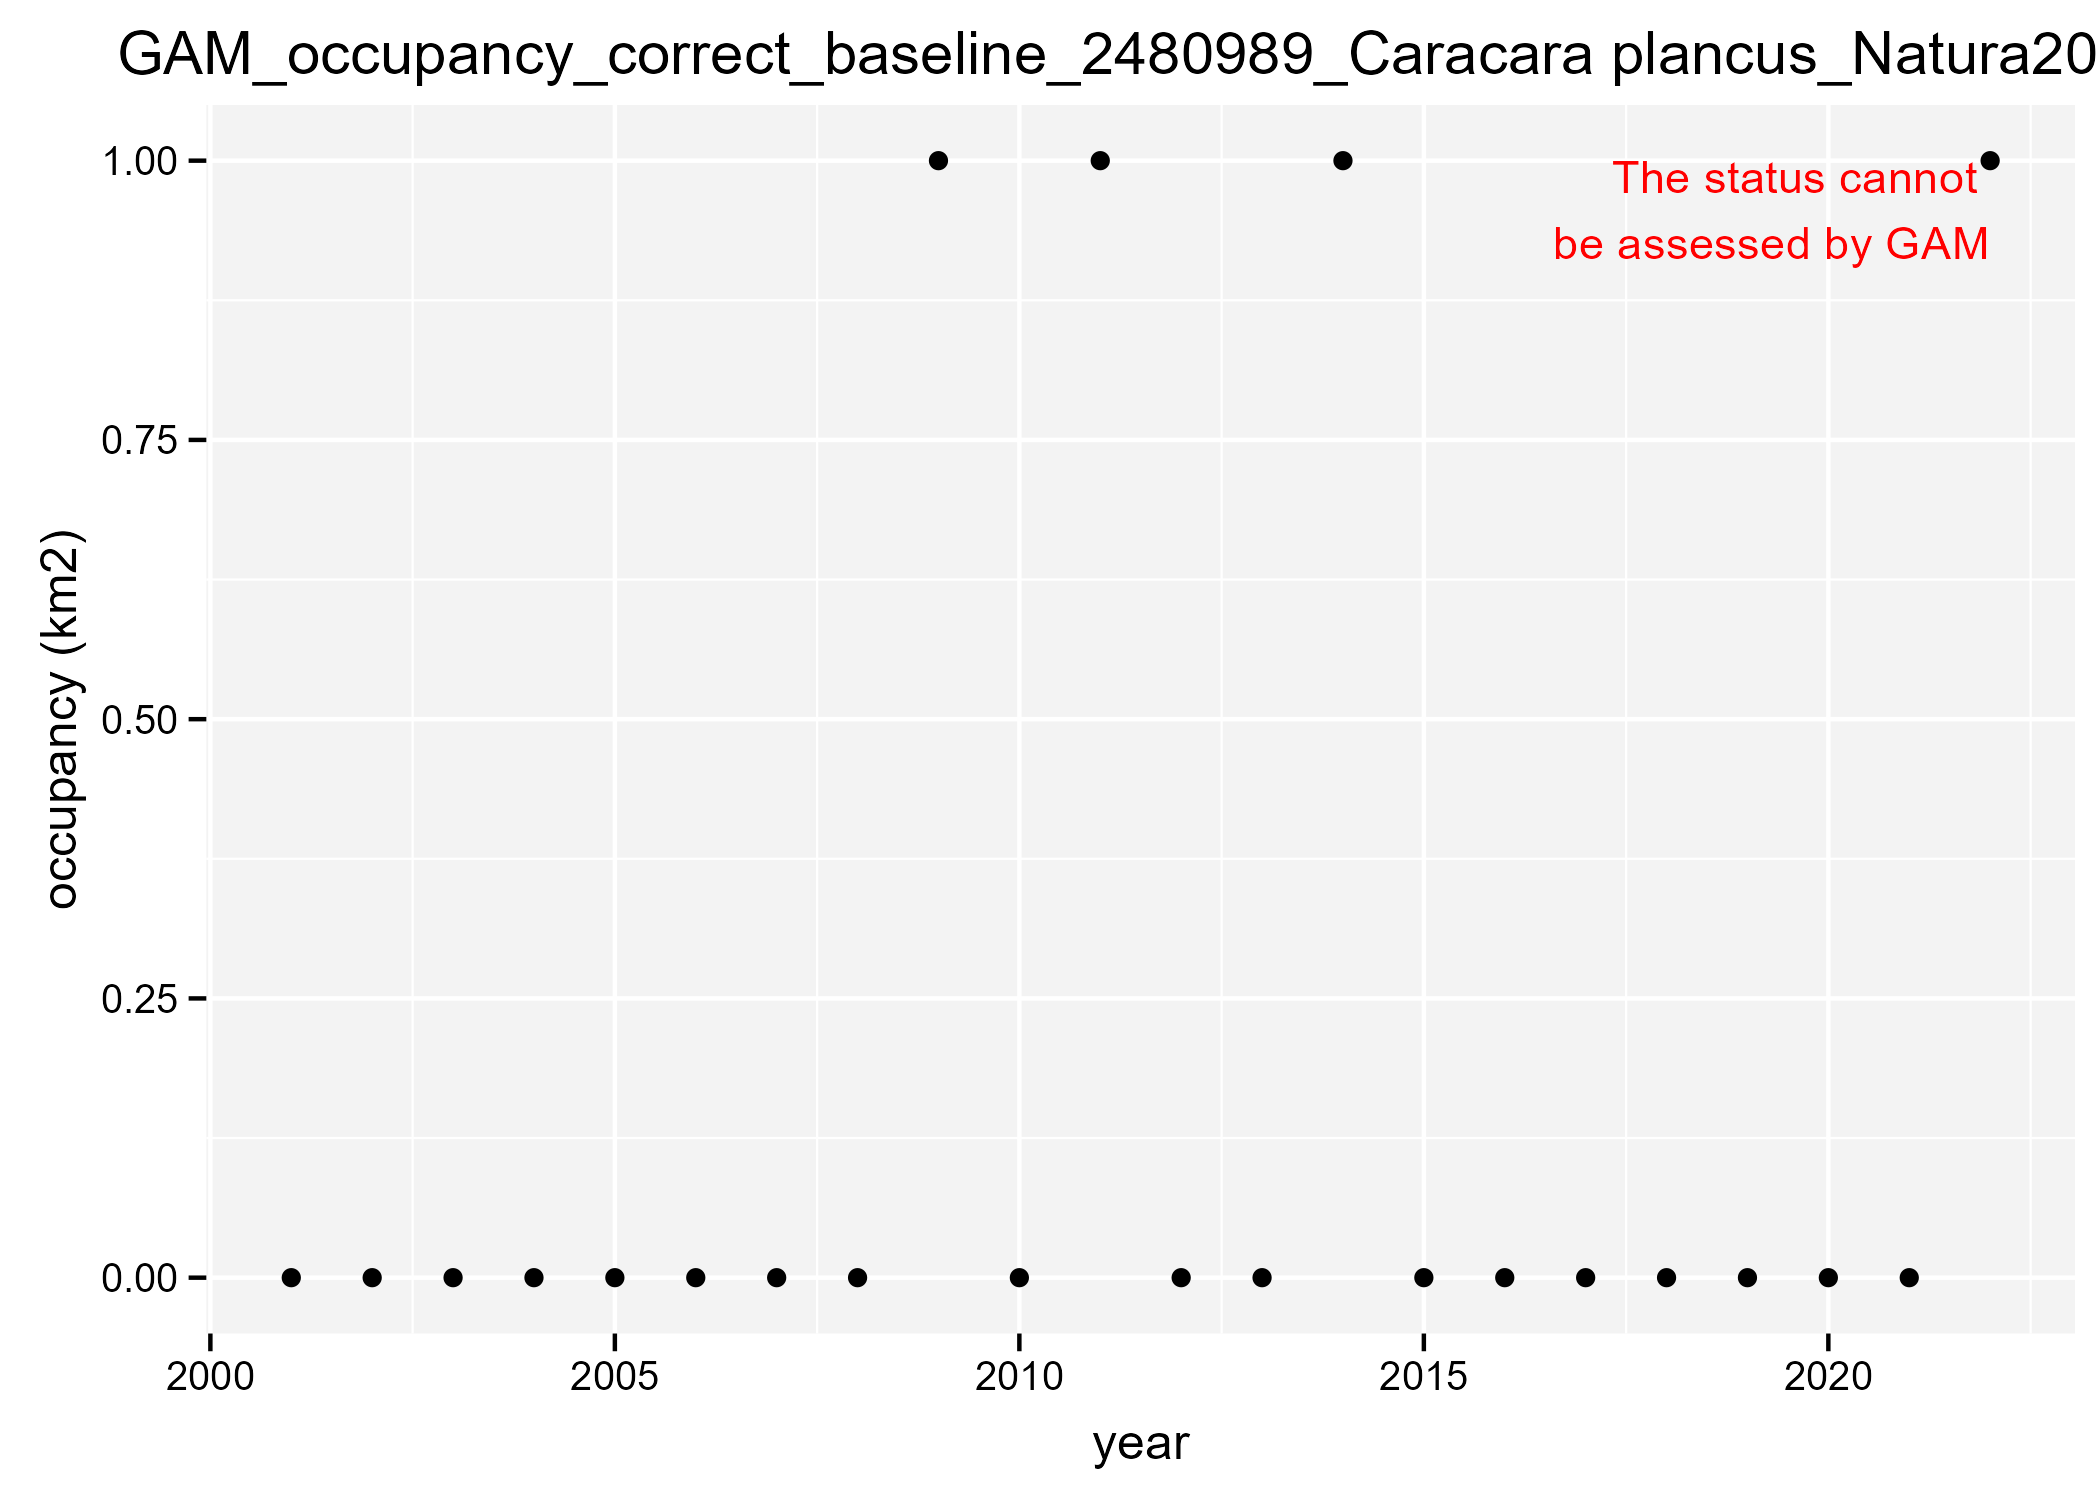 GAM_occupancy_correct_baseline_2480989_Caracara plancus_Natura20
1.00
The status cannot
be assessed by GAM
0.75
occupancy (km2)
0.50
0.25
0.00
2000 2005 2010 2015 2020
year